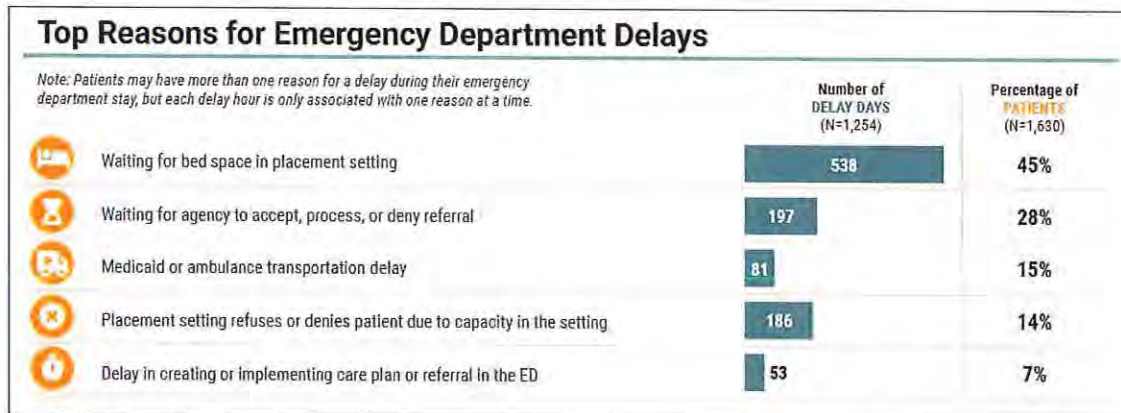 Top Reasons for Emergency Department Delays
Note: Patients may have more than one reason for a delay during their emergency
department stay, but each delay hour is only associated with one reason at a time.
Number of
DELAY DAYS
(N=1,254)
Percentage of
PATIENTS
(N=1,630)
Waiting for bed space in placement setting
538
45%
Waiting for agency to accept, process, or deny referral
197
28%
Medicaid or ambulance transportation delay
81
15%
Placement setting refuses or denies patient due to capacity in the setting
186
14%
Delay in creating or implementing care plan or referral in the ED
53
7%